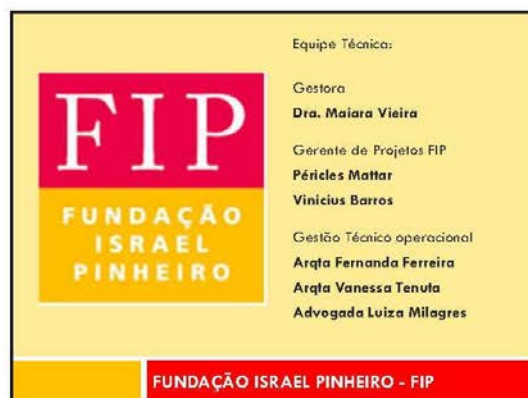 FIP
FUNDAÇÃO
ISRAEL
PINHEIRO
Equipe Técnica:
Gestora
Dra. Maiara Vieira
Gerente de Projetos FIP
Péricles Mattar
Vinicius Barros
Gestão Técnico operacional
Arqta Fernanda Ferreira
Arqta Vanessa Tenuta
Advogada Luiza Milagres
FUNDAÇÃO ISRAEL PINHEIRO - FIP